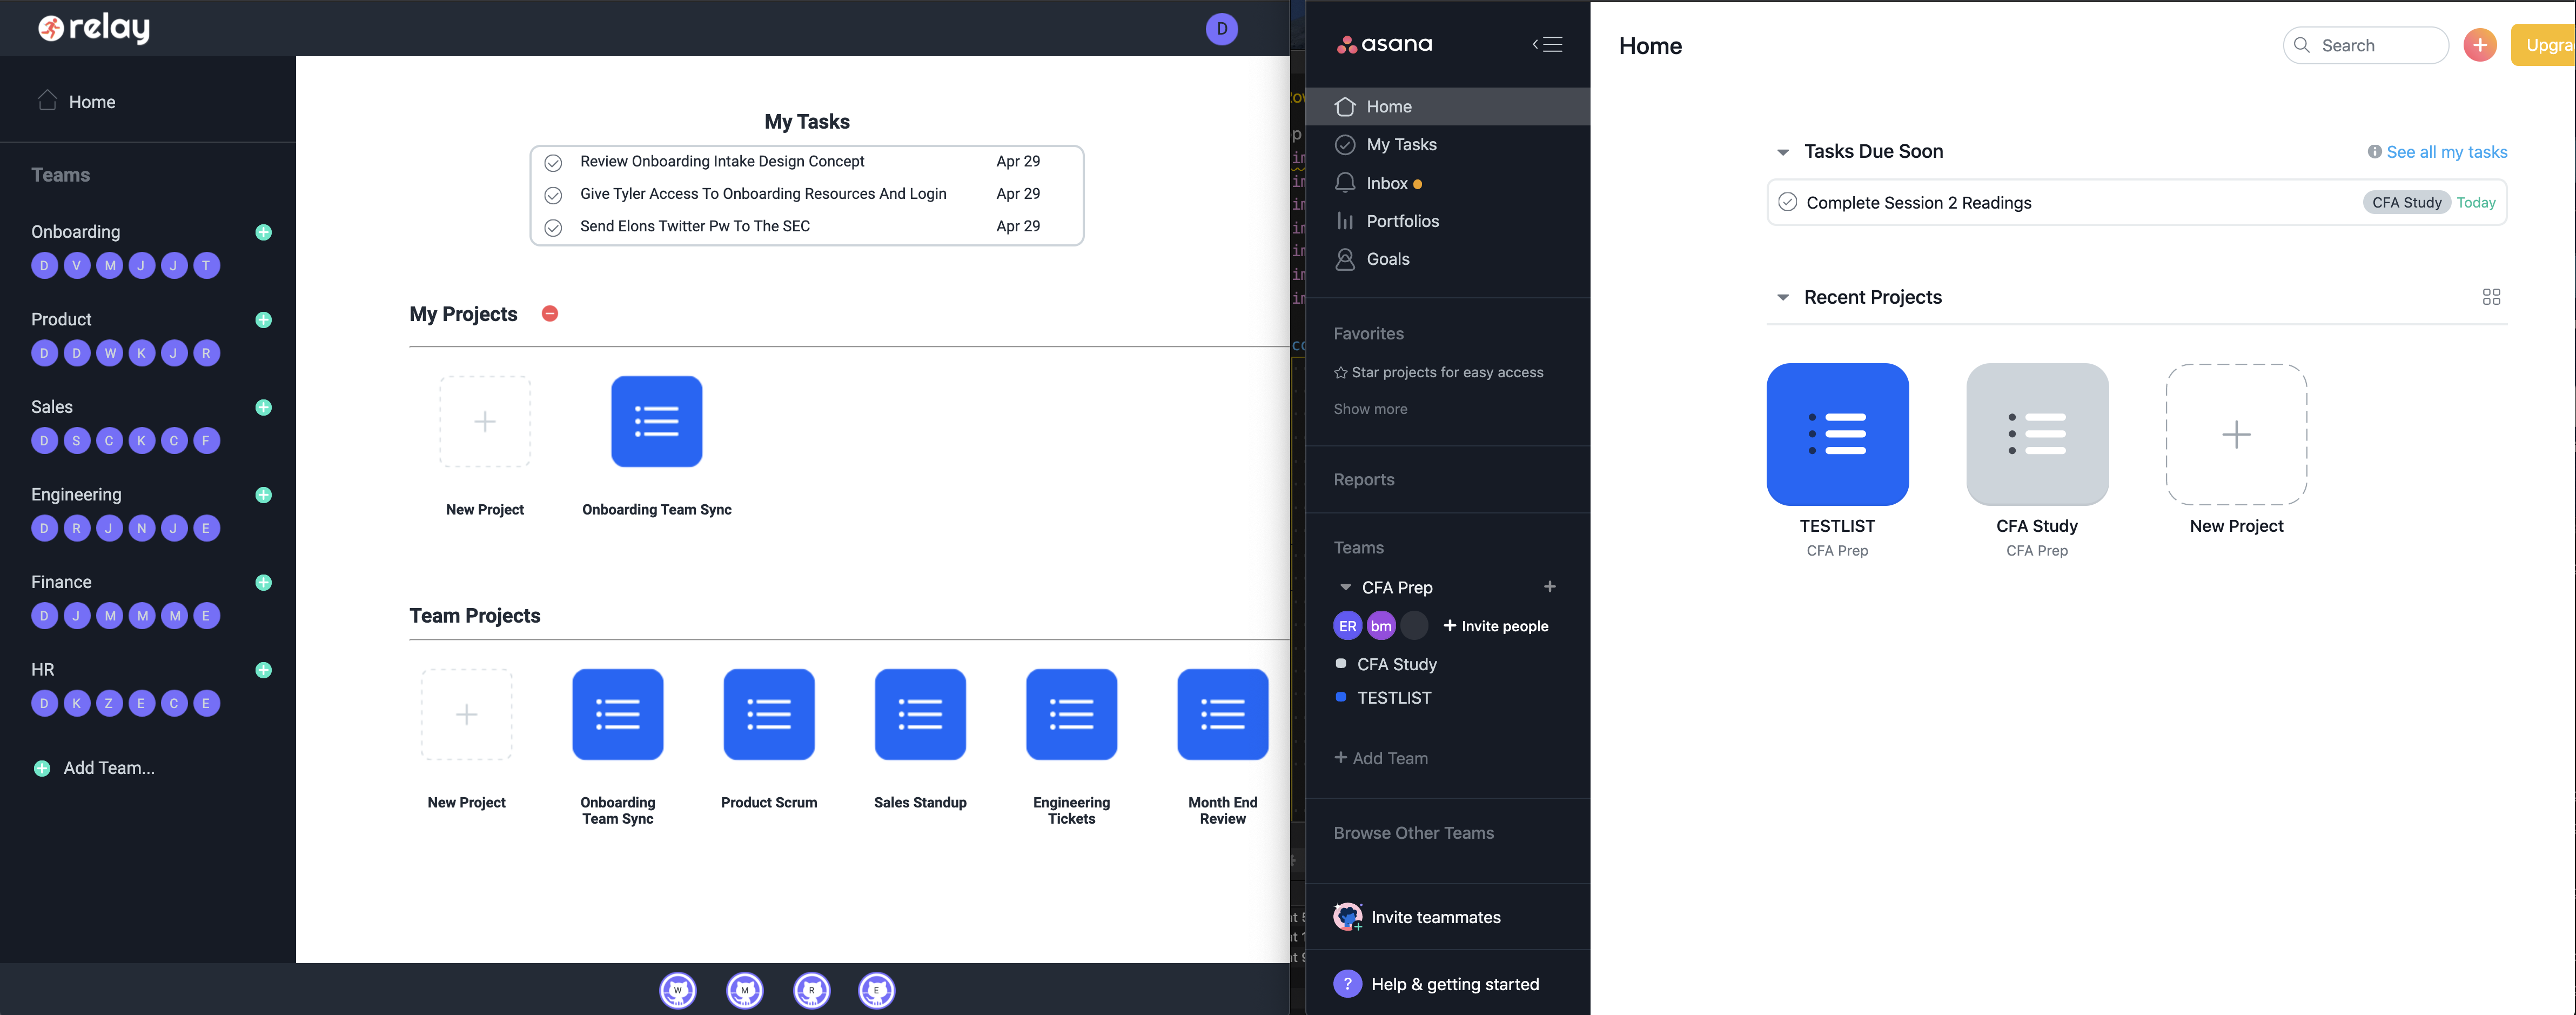 relay
D
Home
Teams
Onboarding
D V M J J T
Product
D D W K J R
Sales
D S C K C F
Engineering
D R J N J E
Finance
D J M M M E
HR
D K Z E C E
Add Team...
My Tasks
Review Onboarding Intake Design Concept Apr 29
Give Tyler Access To Onboarding Resources And Login Apr 29
Send Elons Twitter Pw To The SEC Apr 29
My Projects
New Project
Onboarding Team Sync
Team Projects
New Project
Onboarding
Team Sync
Product Scrum
Sales Standup
Engineering
Tickets
Month End
Review
W M R E
asana
Home
My Tasks
Inbox
Portfolios
Goals
Favorites
Star projects for easy access
Show more
Reports
Teams
CFA Prep
ER bm + Invite people
CFA Study
TESTLIST
+ Add Team
Browse Other Teams
Invite teammates
? Help & getting started
Home
Search
Upgra
Tasks Due Soon
See all my tasks
Complete Session 2 Readings CFA Study Today
Recent Projects
TESTLIST
CFA Prep
CFA Study
CFA Prep
New Project